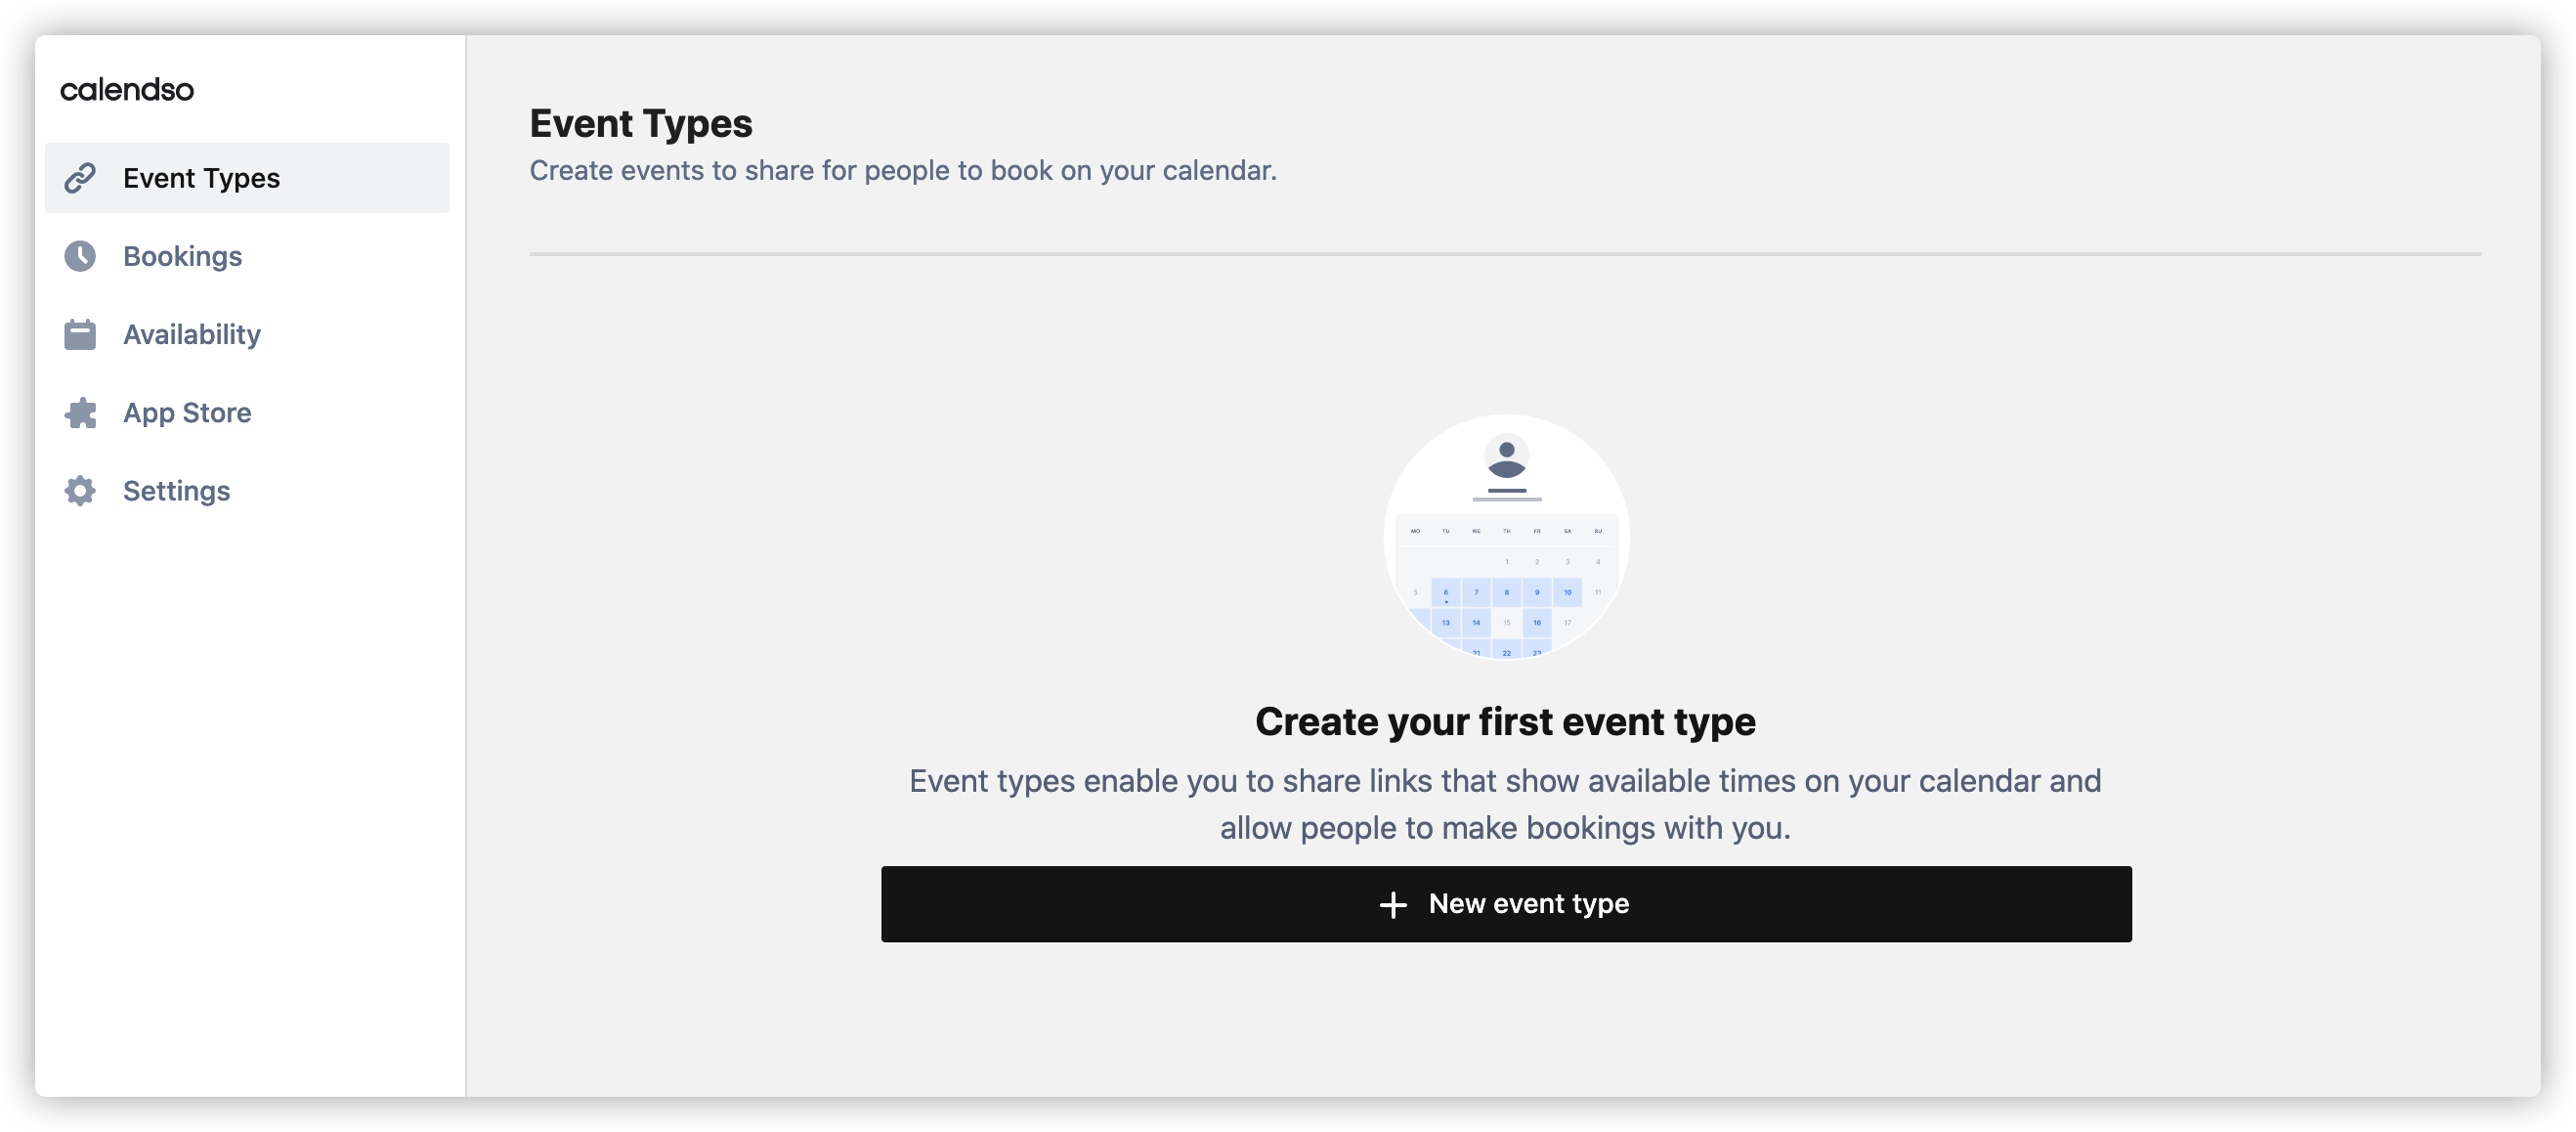 calendso
Event Types
Bookings
Availability
App Store
Settings
Event Types
Create events to share for people to book on your calendar.
MO TU WE TH FR SA SU
1 2 3 4
5 6 7 8 9 10 11
13 14 15 16 17
21 22 23
Create your first event type
Event types enable you to share links that show available times on your calendar and
allow people to make bookings with you.
+ New event type